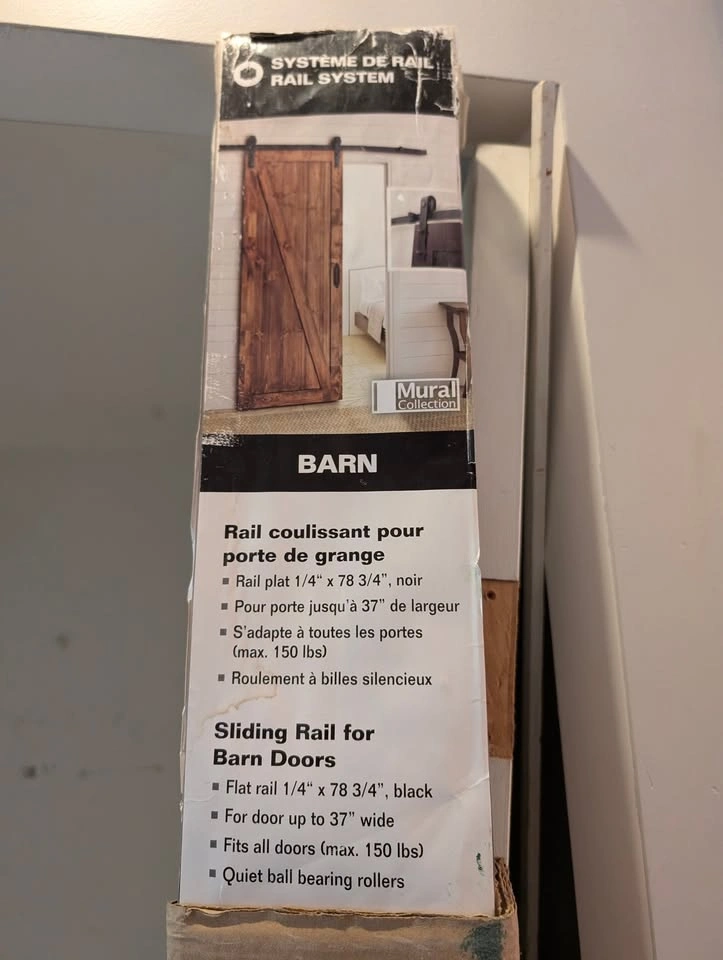 6 SYSTÈME DE RAIL
RAIL SYSTEM
Mural
Collection
BARN
Rail coulissant pour
porte de grange
▪ Rail plat 1/4“ x 78 3/4”, noir
▪ Pour porte jusqu'à 37” de largeur
▪ S'adapte à toutes les portes
(max. 150 lbs)
▪ Roulement à billes silencieux
Sliding Rail for
Barn Doors
▪ Flat rail 1/4“ x 78 3/4”, black
▪ For door up to 37” wide
▪ Fits all doors (max. 150 lbs)
▪ Quiet ball bearing rollers